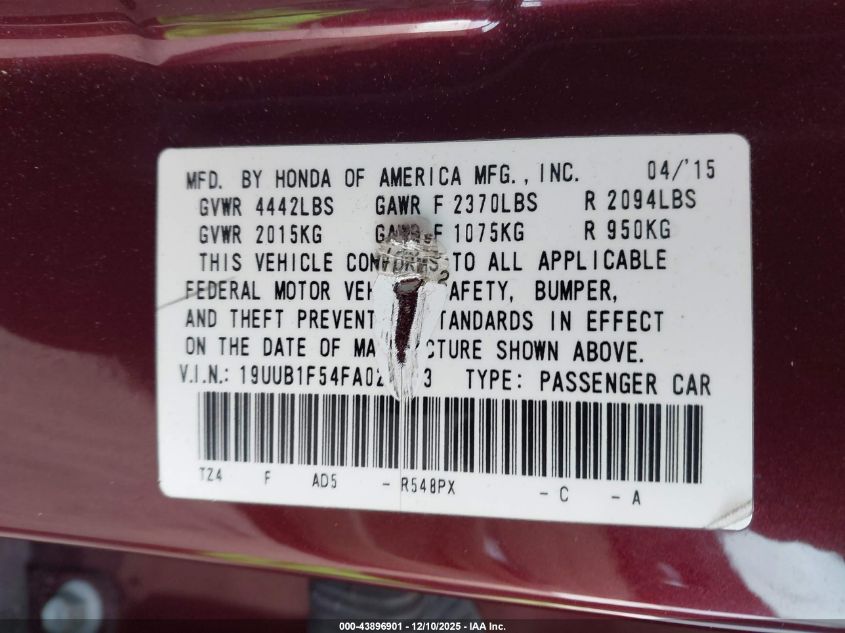 MFD. BY HONDA OF AMERICA MFG., INC. 04/'15
GVWR 4442LBS GAWR F 2370LBS R 2094LBS
GVWR 2015KG GAWR F 1075KG R 950KG
THIS VEHICLE CONFORMS TO ALL APPLICABLE
FEDERAL MOTOR SAFETY, BUMPER,
AND THEFT STANDARDS IN EFFECT
ON THE DATE OF SHOWN ABOVE.
V.I.N.: TYPE: PASSENGER CAR
TZ4 F AD5 - R548PX - C - A
000-43896901 - 12/10/2025 - IAA Inc.